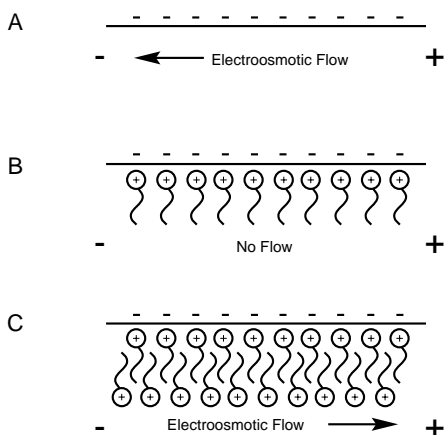 A
- - - - - - - - - -
- Electroosmotic Flow +
B
- - - - - - - - - -
+ + + + + + + + + +
- No Flow +
C
- - - - - - - - - -
+ + + + + + + + + +
+ + + + + + + + + +
- Electroosmotic Flow +